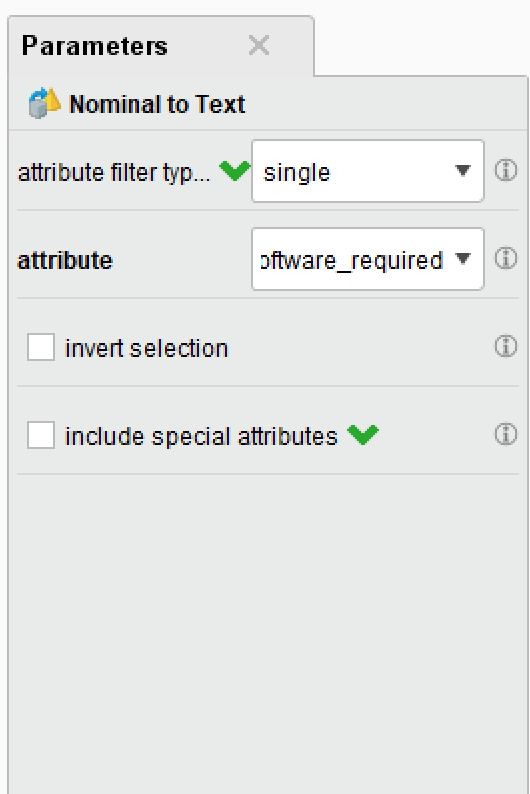 Parameters
Nominal to Text
attribute filter typ... single
attribute oftware_required
invert selection
include special attributes